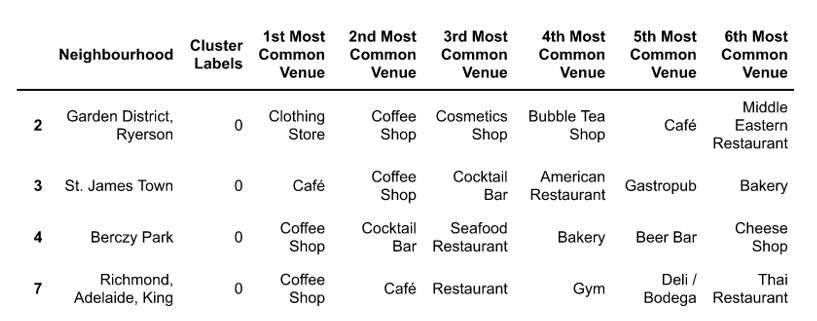 Neighbourhood Cluster Labels 1st Most Common Venue 2nd Most Common Venue 3rd Most Common Venue 4th Most Common Venue 5th Most Common Venue 6th Most Common Venue
2 Garden District, Ryerson 0 Clothing Store Coffee Shop Cosmetics Shop Bubble Tea Shop Café Middle Eastern Restaurant
3 St. James Town 0 Café Coffee Shop Cocktail Bar American Restaurant Gastropub Bakery
4 Berczy Park 0 Coffee Shop Cocktail Bar Seafood Restaurant Bakery Beer Bar Cheese Shop
7 Richmond, Adelaide, King 0 Coffee Shop Café Restaurant Gym Deli / Bodega Thai Restaurant